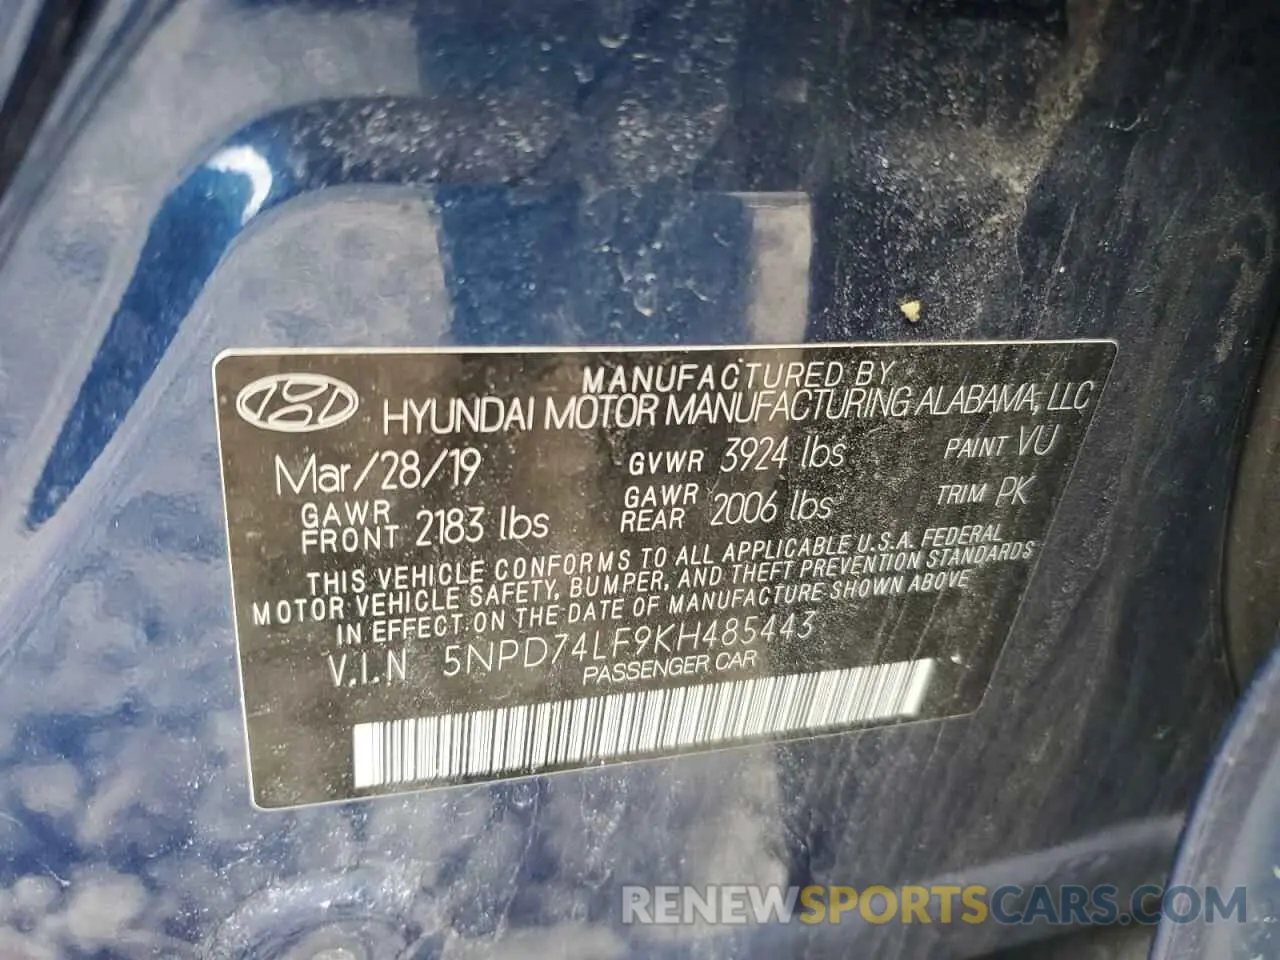 MANUFACTURED BY
HYUNDAI MOTOR MANUFACTURING ALABAMA, LLC
Mar/28/19 GVWR 3924 lbs PAINT VU
GAWR FRONT 2183 lbs GAWR REAR 2006 lbs TRIM PK
THIS VEHICLE CONFORMS TO ALL APPLICABLE U.S.A. FEDERAL
MOTOR VEHICLE SAFETY, BUMPER, AND THEFT PREVENTION STANDARDS
IN EFFECT ON THE DATE OF MANUFACTURE SHOWN ABOVE
V.I.N 5NPD74LF9KH485443
PASSENGER CAR
RENEWSPORTSCARS.COM